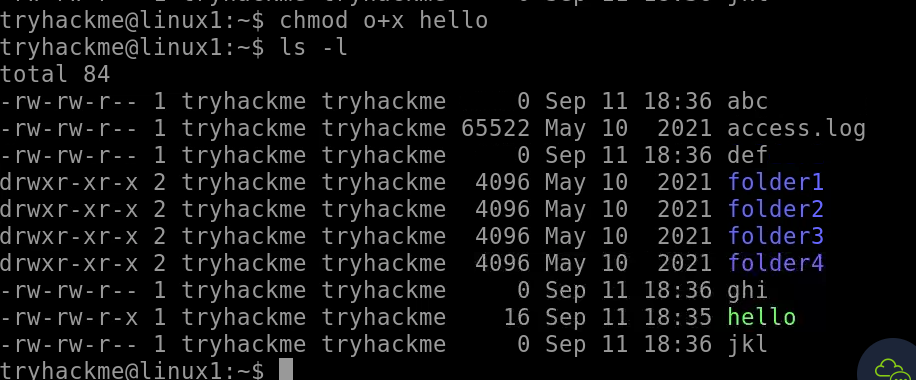 tryhackme@linux1:~$ chmod o+x hello
tryhackme@linux1:~$ ls -l
total 84
-rw-rw-r-- 1 tryhackme tryhackme     0 Sep 11 18:36 abc
-rw-rw-r-- 1 tryhackme tryhackme 65522 May 10  2021 access.log
-rw-rw-r-- 1 tryhackme tryhackme     0 Sep 11 18:36 def
drwxr-xr-x 2 tryhackme tryhackme  4096 May 10  2021 folder1
drwxr-xr-x 2 tryhackme tryhackme  4096 May 10  2021 folder2
drwxr-xr-x 2 tryhackme tryhackme  4096 May 10  2021 folder3
drwxr-xr-x 2 tryhackme tryhackme  4096 May 10  2021 folder4
-rw-rw-r-- 1 tryhackme tryhackme     0 Sep 11 18:36 ghi
-rw-rw-r-x 1 tryhackme tryhackme    16 Sep 11 18:35 hello
-rw-rw-r-- 1 tryhackme tryhackme     0 Sep 11 18:36 jkl
tryhackme@linux1:~$